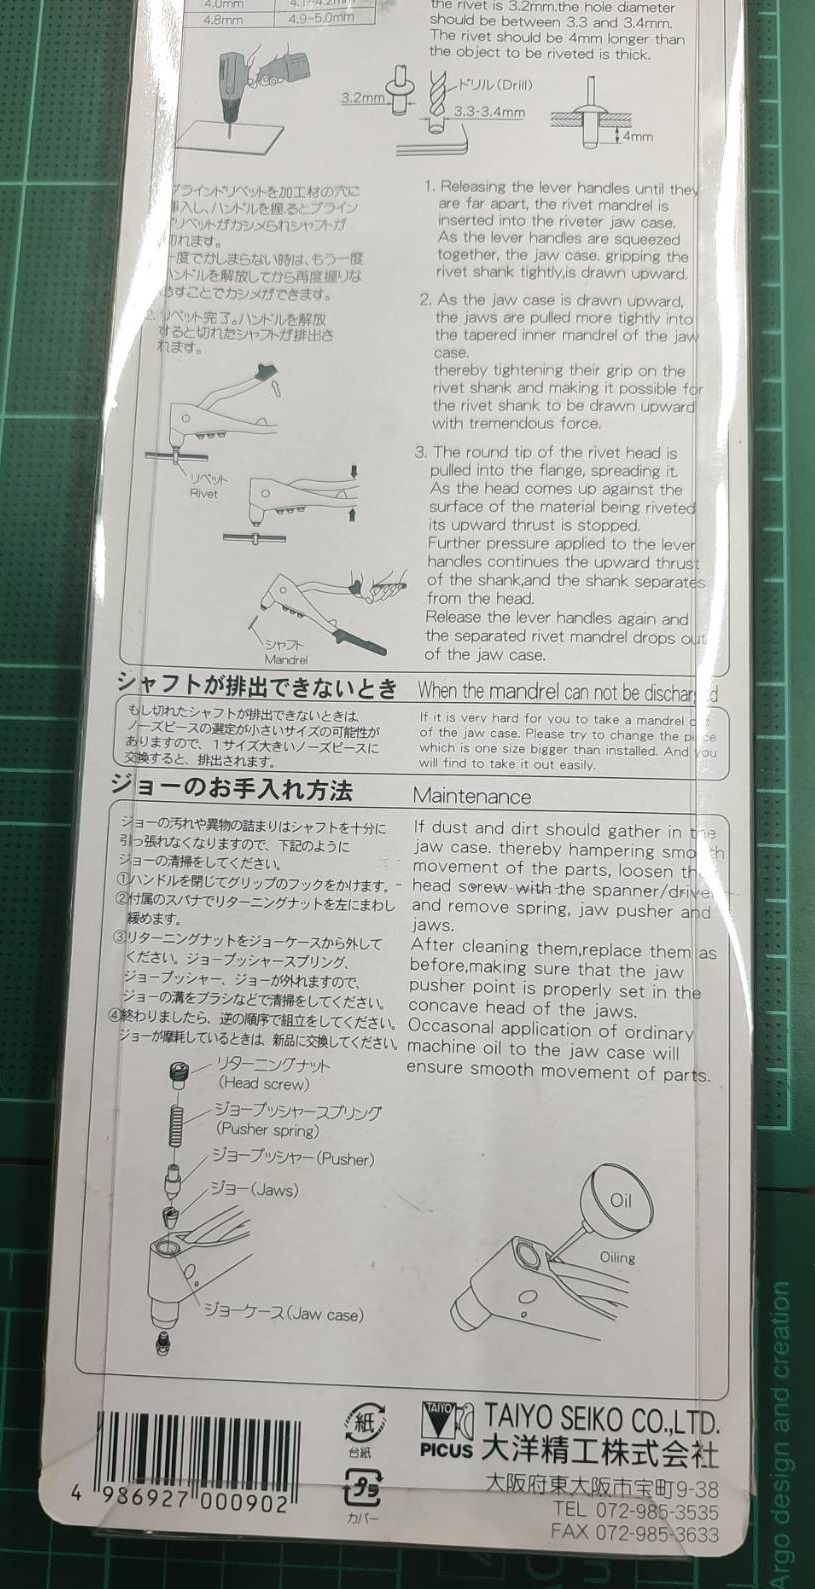 4.0mm 4.1-4.2mm
4.8mm 4.9-5.0mm
the rivet is 3.2mm.the hole diameter
should be between 3.3 and 3.4mm.
The rivet should be 4mm longer than
the object to be riveted is thick.
3.2mm
ドリル(Drill)
3.3-3.4mm
4mm
ブラインドリベットを加工材の穴に
挿入し、ハンドルを握るとブライン
ドリベットがカシメられシャフトが
切れます。
一度でかしまらない時は、もう一度
ハンドルを解放してから再度握りな
おすことでカシメができます。
2. リベット完了。ハンドルを解放
すると切れたシャフトが排出さ
れます。
リベット
Rivet
シャフト
Mandrel
1. Releasing the lever handles until they
are far apart, the rivet mandrel is
inserted into the riveter jaw case.
As the lever handles are squeezed
together, the jaw case. gripping the
rivet shank tightly,is drawn upward.
2. As the jaw case is drawn upward,
the jaws are pulled more tightly into
the tapered inner mandrel of the jaw
case.
thereby tightening their grip on the
rivet shank and making it possible for
the rivet shank to be drawn upward
with tremendous force.
3. The round tip of the rivet head is
pulled into the flange, spreading it.
As the head comes up against the
surface of the material being riveted
its upward thrust is stopped.
Further pressure applied to the lever
handles continues the upward thrust
of the shank,and the shank separates
from the head.
Release the lever handles again and
the separated rivet mandrel drops out
of the jaw case.
シャフトが排出できないとき When the mandrel can not be discharged
もし切れたシャフトが排出できないときは、
ノーズピースの選定が小さいサイズの可能性が
ありますので、1サイズ大きいノーズピースに
交換すると、排出されます。
If it is very hard for you to take a mandrel out
of the jaw case. Please try to change the piece
which is one size bigger than installed. And you
will find to take it out easily.
ジョーのお手入れ方法 Maintenance
ジョーの汚れや異物の詰まりはシャフトを十分に
引っ張れなくなりますので、下記のように
ジョーの清掃をしてください。
①ハンドルを閉じてグリップのフックをかけます。
②付属のスパナでリターニングナットを左にまわし
緩めます。
③リターニングナットをジョーケースから外して
ください。ジョープッシャースプリング、
ジョープッシャー、ジョーが外れますので、
ジョーの溝をブラシなどで清掃をしてください。
④終わりましたら、逆の順序で組立をしてください。
ジョーが摩耗しているときは、新品に交換してください。
If dust and dirt should gather in the
jaw case. thereby hampering smooth
movement of the parts, loosen the
head screw with the spanner/driver
and remove spring, jaw pusher and
jaws.
After cleaning them,replace them as
before,making sure that the jaw
pusher point is properly set in the
concave head of the jaws.
Occasonal application of ordinary
machine oil to the jaw case will
ensure smooth movement of parts.
リターニングナット
(Head screw)
ジョープッシャースプリング
(Pusher spring)
ジョープッシャー(Pusher)
ジョー(Jaws)
ジョーケース(Jaw case)
Oil
Oiling
4 986927 000902
紙
台紙
プラ
カバー
TAIYO
PICUS
TAIYO SEIKO CO.,LTD.
大洋精工株式会社
大阪府東大阪市宝町9-38
TEL 072-985-3535
FAX 072-985-3633
Argo design and creation